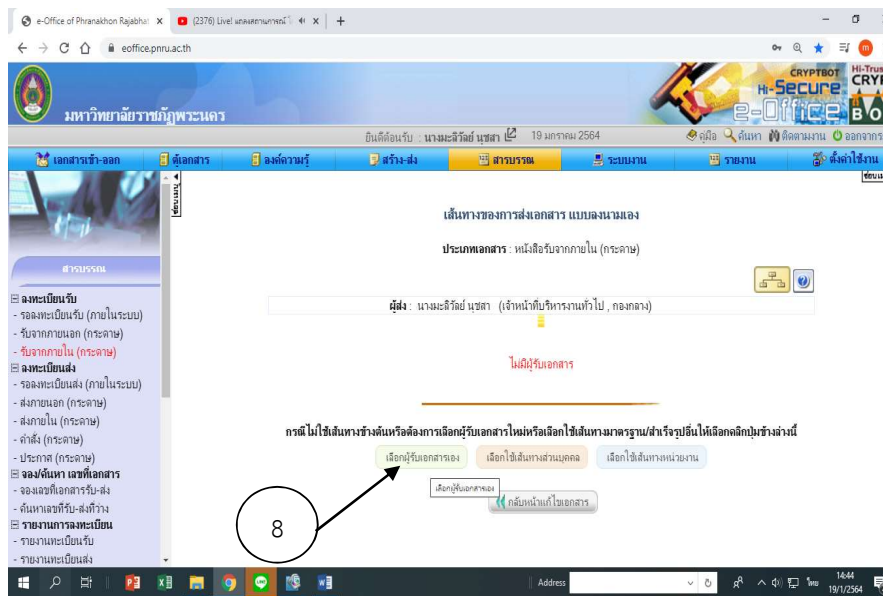 e-Office of Phranakhon Rajabhat
(2376) Live!
eoffice.pnru.ac.th
CRYPTBOT
Hi-Secure
e-Office
Hi-Trus
CRY
มหาวิทยาลัยราชภัฏพระนคร
ยินดีต้อนรับ : นางมะลิวัลย์ นุชสา 19 มกราคม 2564 คู่มือ ค้นหา ติดตามงาน ออกจากร
เอกสารเข้า-ออก ตู้เอกสาร องค์ความรู้ สร้าง-ส่ง สารบรรณ ระบบงาน รายงาน ตั้งค่าใช้งาน
ซ่อนเมนู
เส้นทางของการส่งเอกสาร แบบลงนามเอง
ประเภทเอกสาร : หนังสือรับจากภายใน (กระดาษ)
สารบรรณ
ลงทะเบียนรับ
- รอลงทะเบียนรับ (ภายในระบบ)
- รับจากภายนอก (กระดาษ)
- รับจากภายใน (กระดาษ)
ลงทะเบียนส่ง
- รอลงทะเบียนส่ง (ภายในระบบ)
- ส่งภายนอก (กระดาษ)
- ส่งภายใน (กระดาษ)
- คำสั่ง (กระดาษ)
- ประกาศ (กระดาษ)
จอง/ค้นหา เลขที่เอกสาร
- จองเลขที่เอกสารรับ-ส่ง
- ค้นหาเลขที่รับ-ส่งที่ว่าง
รายงานการลงทะเบียน
- รายงานทะเบียนรับ
- รายงานทะเบียนส่ง
ผู้ส่ง : นางมะลิวัลย์ นุชสา (เจ้าหน้าที่บริหารงานทั่วไป , กองกลาง)
ไม่มีผู้รับเอกสาร
กรณีไม่ใช้เส้นทางข้างต้นหรือต้องการเลือกผู้รับเอกสารใหม่หรือเลือกใช้เส้นทางมาตรฐาน/สำเร็จรูปอื่นให้เลือกคลิกปุ่มข้างล่างนี้
เลือกผู้รับเอกสารเอง เลือกใช้เส้นทางส่วนบุคคล เลือกใช้เส้นทางหน่วยงาน
เลือกผู้รับเอกสารเอง
กลับหน้าแก้ไขเอกสาร
8
Address
ไทย
14:44
19/1/2564